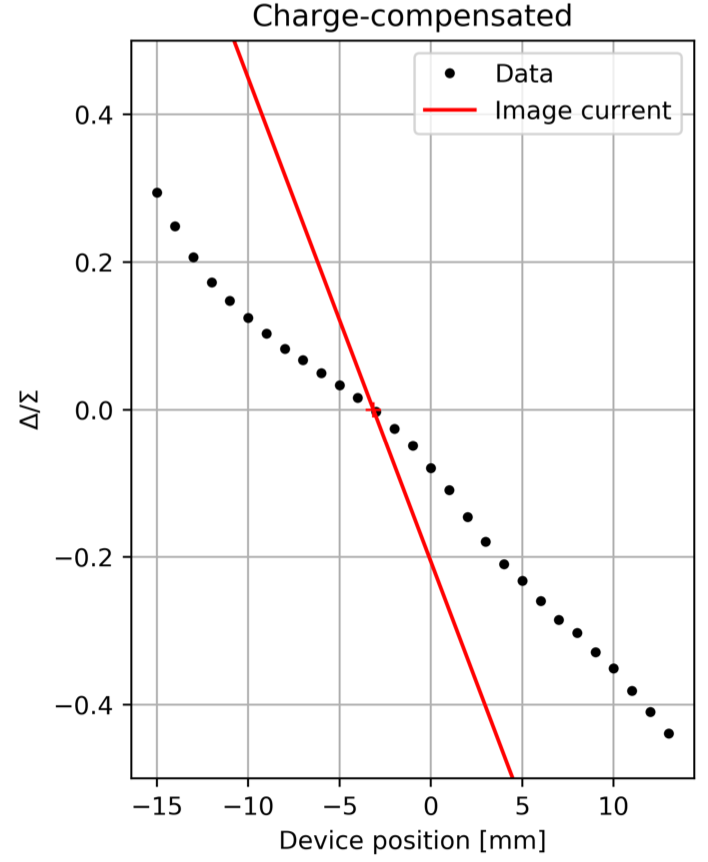 Charge-compensated
Data
Image current
0.4
0.2
0.0
−0.2
−0.4
Δ/Σ
−15 −10 −5 0 5 10
Device position [mm]